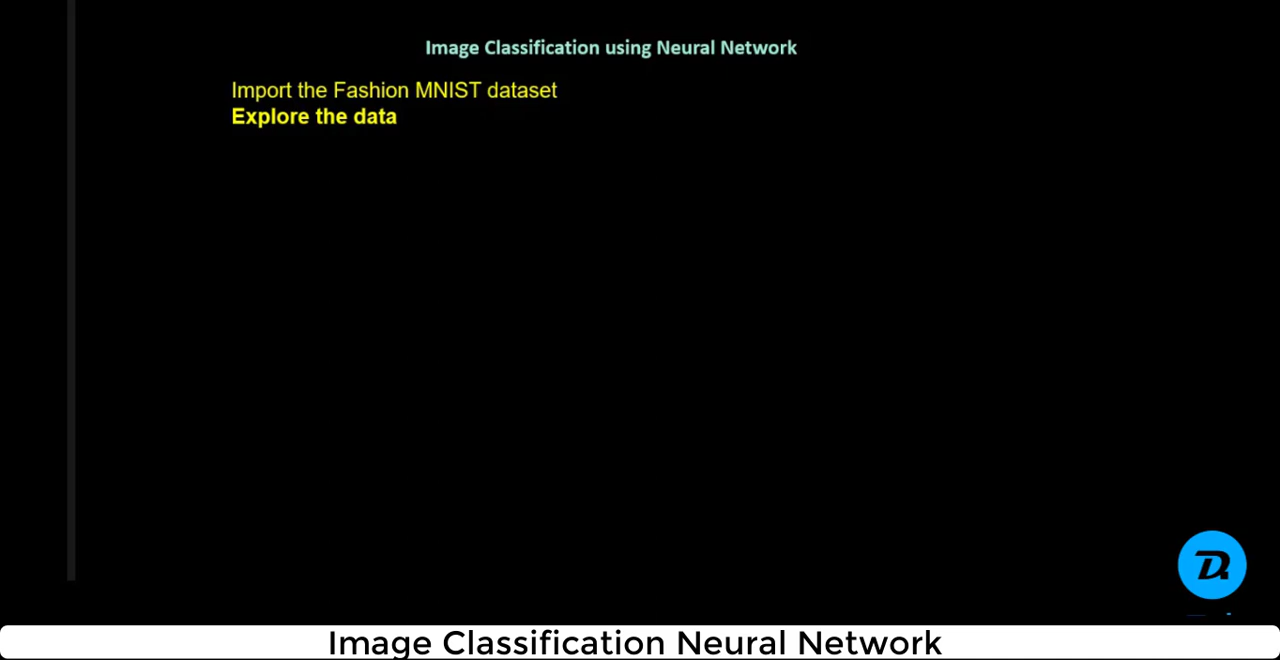 Image Classification using Neural Network
Import the Fashion MNIST dataset
Explore the data
Image Classification Neural Network